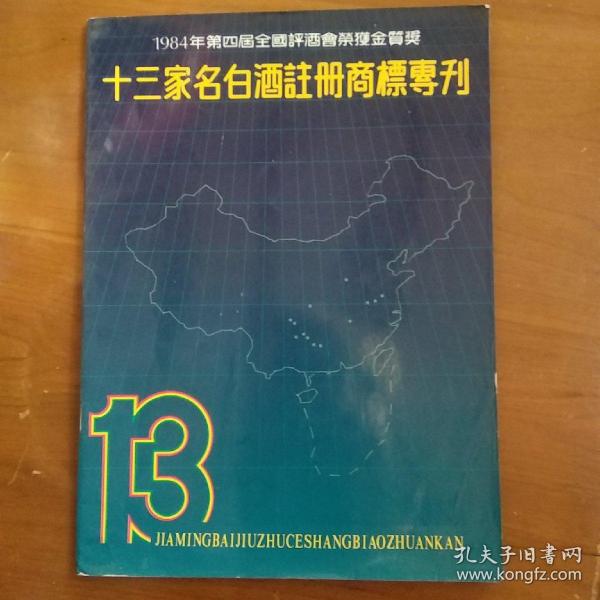 1984年第四屆全國評酒會榮獲金質獎
十三家名白酒註冊商標專刊
13
JIAMINGBAIJIUZHUCESHANGBIAOZHUANKAN
孔夫子旧书网
www.kongfz.com